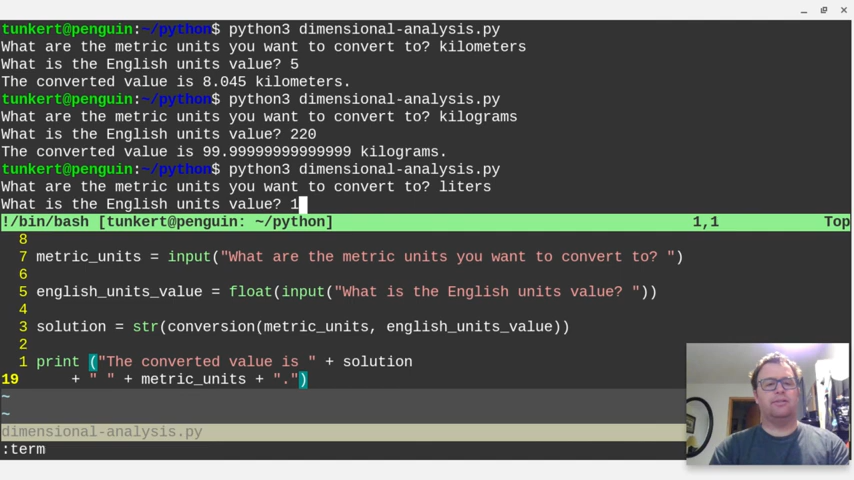 tunkert@penguin:~/python$ python3 dimensional-analysis.py
What are the metric units you want to convert to? kilometers
What is the English units value? 5
The converted value is 8.045 kilometers.
tunkert@penguin:~/python$ python3 dimensional-analysis.py
What are the metric units you want to convert to? kilograms
What is the English units value? 220
The converted value is 99.99999999999999 kilograms.
tunkert@penguin:~/python$ python3 dimensional-analysis.py
What are the metric units you want to convert to? liters
What is the English units value? 1
!/bin/bash [tunkert@penguin: ~/python] 1,1 Top
8
7 metric_units = input("What are the metric units you want to convert to? ")
6
5 english_units_value = float(input("What is the English units value? "))
4
3 solution = str(conversion(metric_units, english_units_value))
2
1 print ("The converted value is " + solution
19 + " " + metric_units + ".")
~
~
dimensional-analysis.py
:term